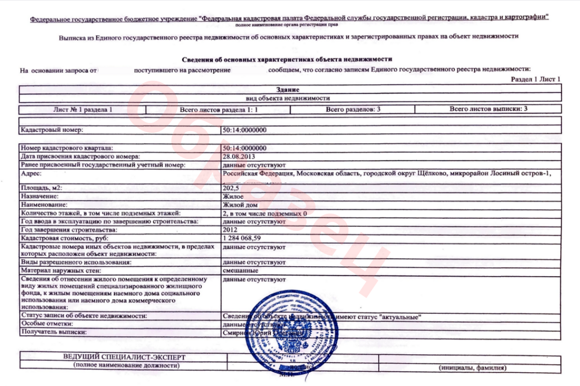 Федеральное государственное бюджетное учреждение "Федеральная кадастровая палата Федеральной службы государственной регистрации, кадастра и картографии"
полное наименование органа регистрации прав
Выписка из Единого государственного реестра недвижимости об основных характеристиках и зарегистрированных правах на объект недвижимости
Сведения об основных характеристиках объекта недвижимости
На основании запроса от поступившего на рассмотрение сообщаем, что согласно записям Единого государственного реестра недвижимости:
Раздел 1 Лист 1
Здание
вид объекта недвижимости
Лист № 1 раздела 1 Всего листов раздела 1: 1 Всего разделов: 3 Всего листов выписки: 3
Кадастровый номер: 50:14:0000000
Номер кадастрового квартала: 50:14:0000000
Дата присвоения кадастрового номера: 28.08.2013
Ранее присвоенный государственный учетный номер: данные отсутствуют
Адрес: Российская Федерация, Московская область, городской округ Щёлково, микрорайон Лосиный остров-1,
Площадь, м2: 202,5
Назначение: Жилое
Наименование: Жилой дом
Количество этажей, в том числе подземных этажей: 2, в том числе подземных 0
Год ввода в эксплуатацию по завершению строительства: данные отсутствуют
Год завершения строительства: 2012
Кадастровая стоимость, руб: 1 284 068,59
Кадастровые номера иных объектов недвижимости, в пределах данные отсутствуют
которых расположен объект недвижимости:
Виды разрешенного использования: данные отсутствуют
Материал наружных стен: смешанные
Сведения об отнесении жилого помещения к определенному данные отсутствуют
виду жилых помещений специализированного жилищного
фонда, к жилым помещениям наемного дома социального
использования или наемного дома коммерческого
использования:
Статус записи об объекте недвижимости: Сведения об объекте недвижимости имеют статус "актуальные"
Особые отметки: данные отсутствуют
Получатель выписки:
ВЕДУЩИЙ СПЕЦИАЛИСТ-ЭКСПЕРТ
(полное наименование должности) (инициалы, фамилия)
Образец